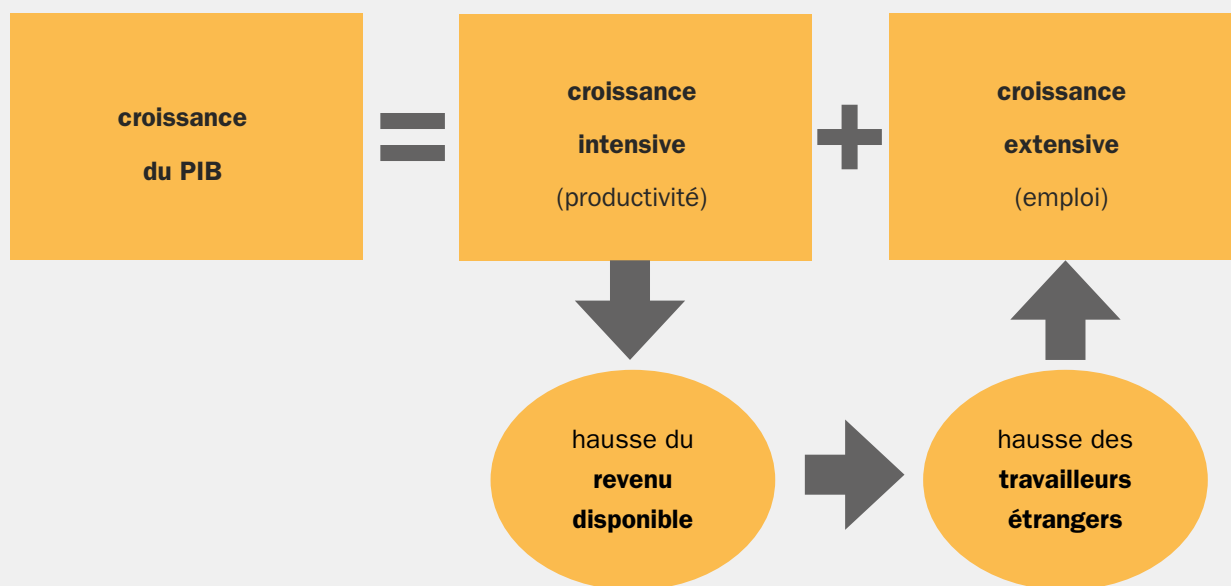 croissance
du PIB
=
croissance
intensive
(productivité)
+
croissance
extensive
(emploi)
hausse du
revenu
disponible
hausse des
travailleurs
étrangers